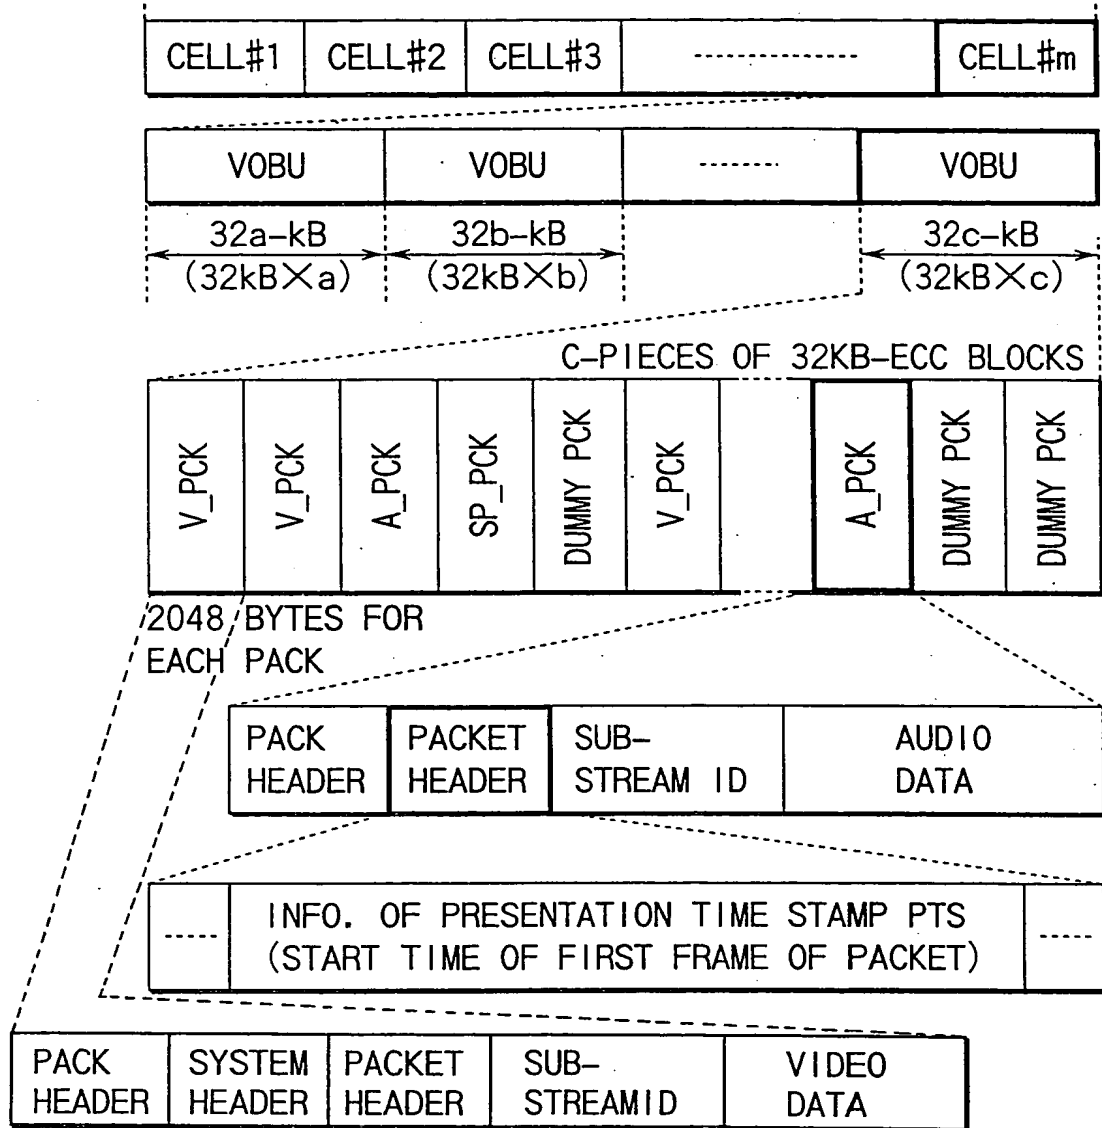 CELL#1 CELL#2 CELL#3 CELL#m
VOBU VOBU VOBU
32a-kB 32b-kB 32c-kB
(32kB×a) (32kB×b) (32kB×c)
C-PIECES OF 32KB-ECC BLOCKS
V_PCK V_PCK A_PCK SP_PCK DUMMY PCK V_PCK A_PCK DUMMY PCK DUMMY PCK
2048 BYTES FOR
EACH PACK
PACK PACKET SUB- AUDIO
HEADER HEADER STREAM ID DATA
INFO. OF PRESENTATION TIME STAMP PTS
(START TIME OF FIRST FRAME OF PACKET)
PACK SYSTEM PACKET SUB- VIDEO
HEADER HEADER HEADER STREAMID DATA